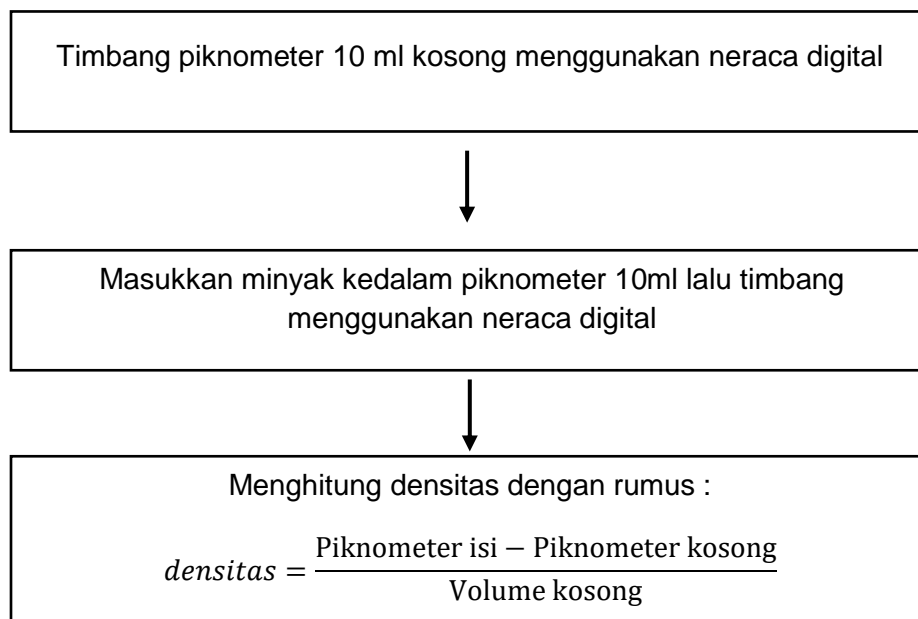 Timbang piknometer 10 ml kosong menggunakan neraca digital
Masukkan minyak kedalam piknometer 10ml lalu timbang
menggunakan neraca digital
Menghitung densitas dengan rumus :
densitas = (Piknometer isi − Piknometer kosong) / Volume kosong